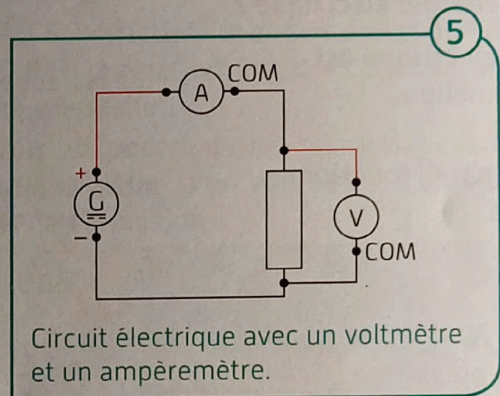 5
A COM
+
G
−
V
COM
Circuit électrique avec un voltmètre
et un ampèremètre.